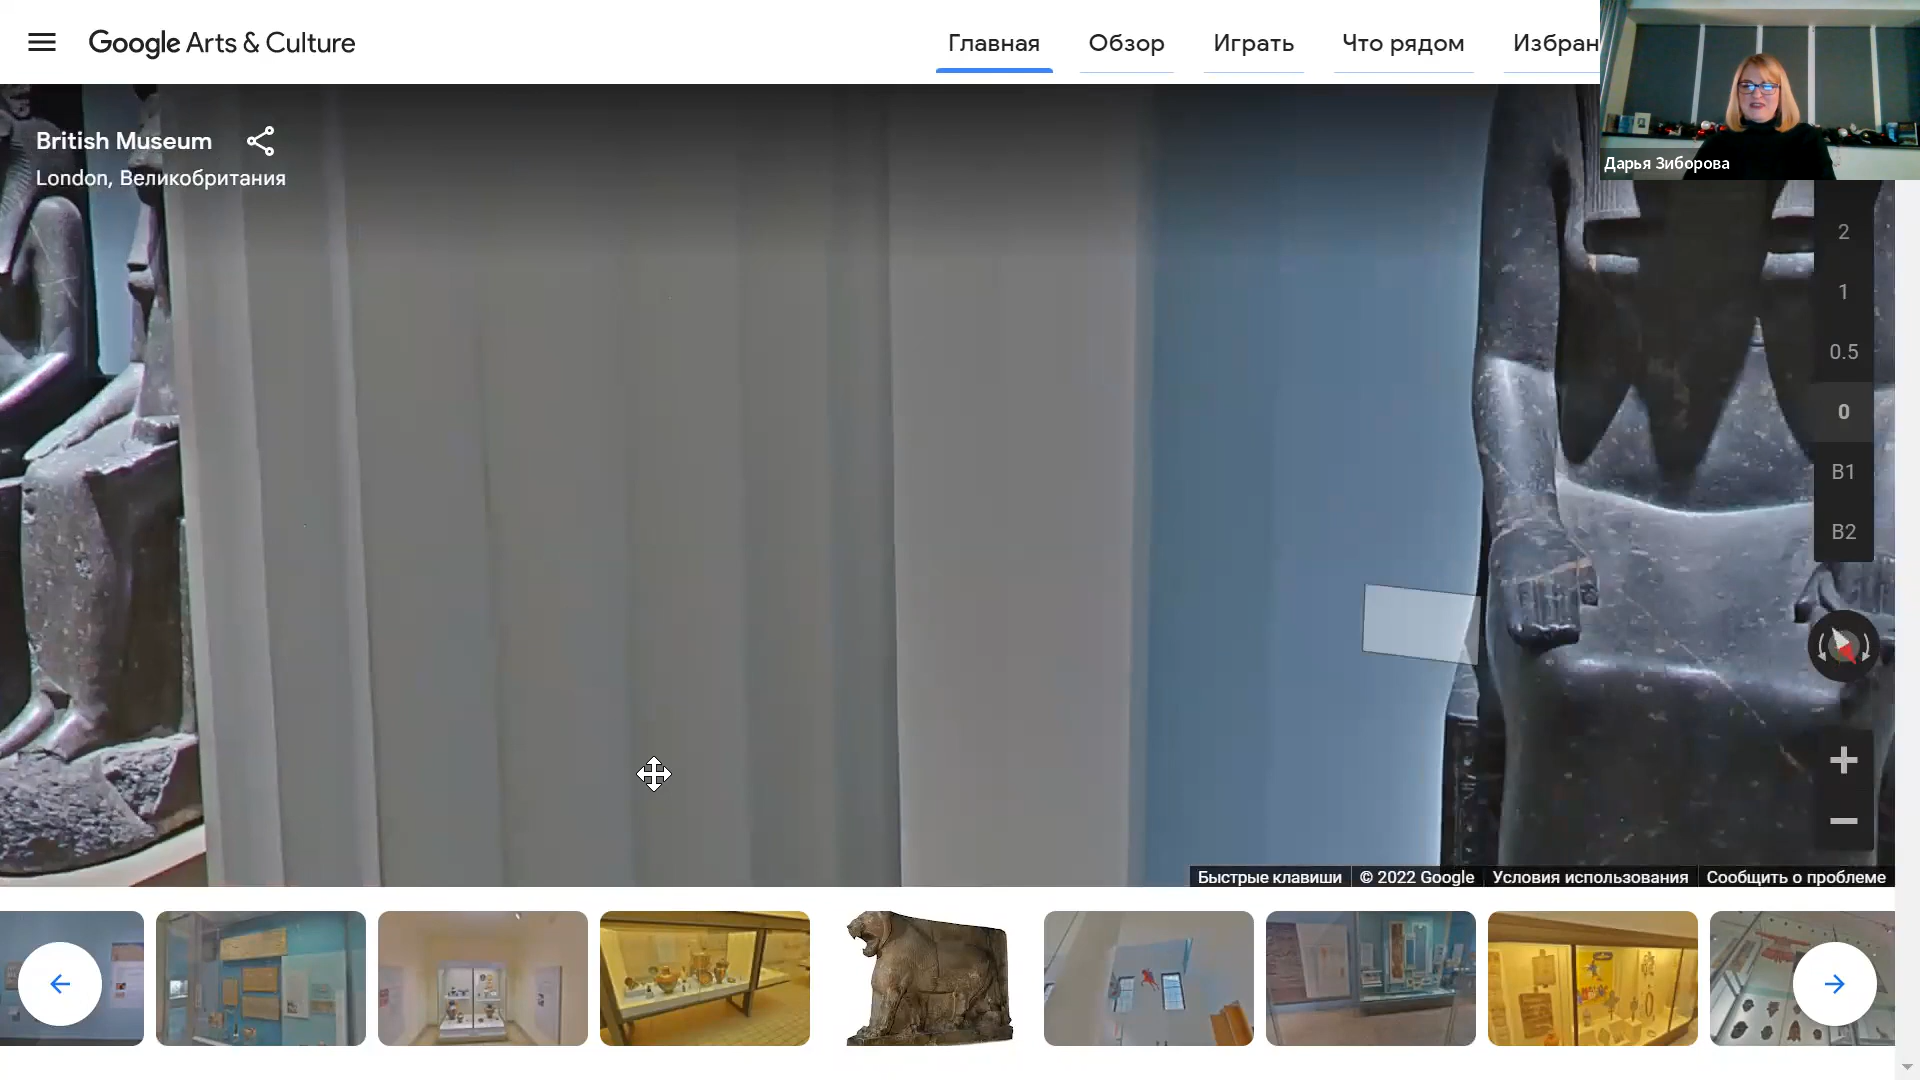 Google Arts & Culture
Главная
Обзор
Играть
Что рядом
Избран
British Museum
London, Великобритания
Дарья Зиборова
2
1
0.5
0
B1
B2
Быстрые клавиши
© 2022 Google
Условия использования
Сообщить о проблеме